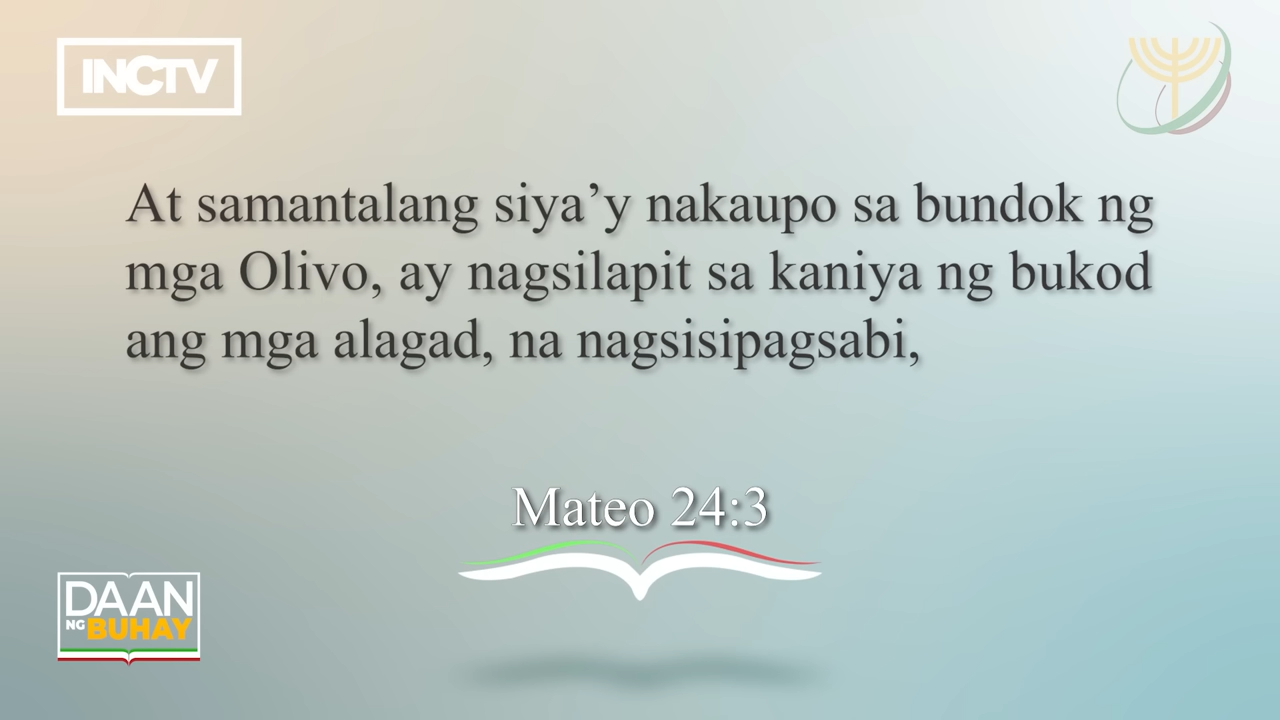 INCTV
At samantalang siya’y nakaupo sa bundok ng
mga Olivo, ay nagsilapit sa kaniya ng bukod
ang mga alagad, na nagsisipagsabi,
Mateo 24:3
DAAN
NG BUHAY